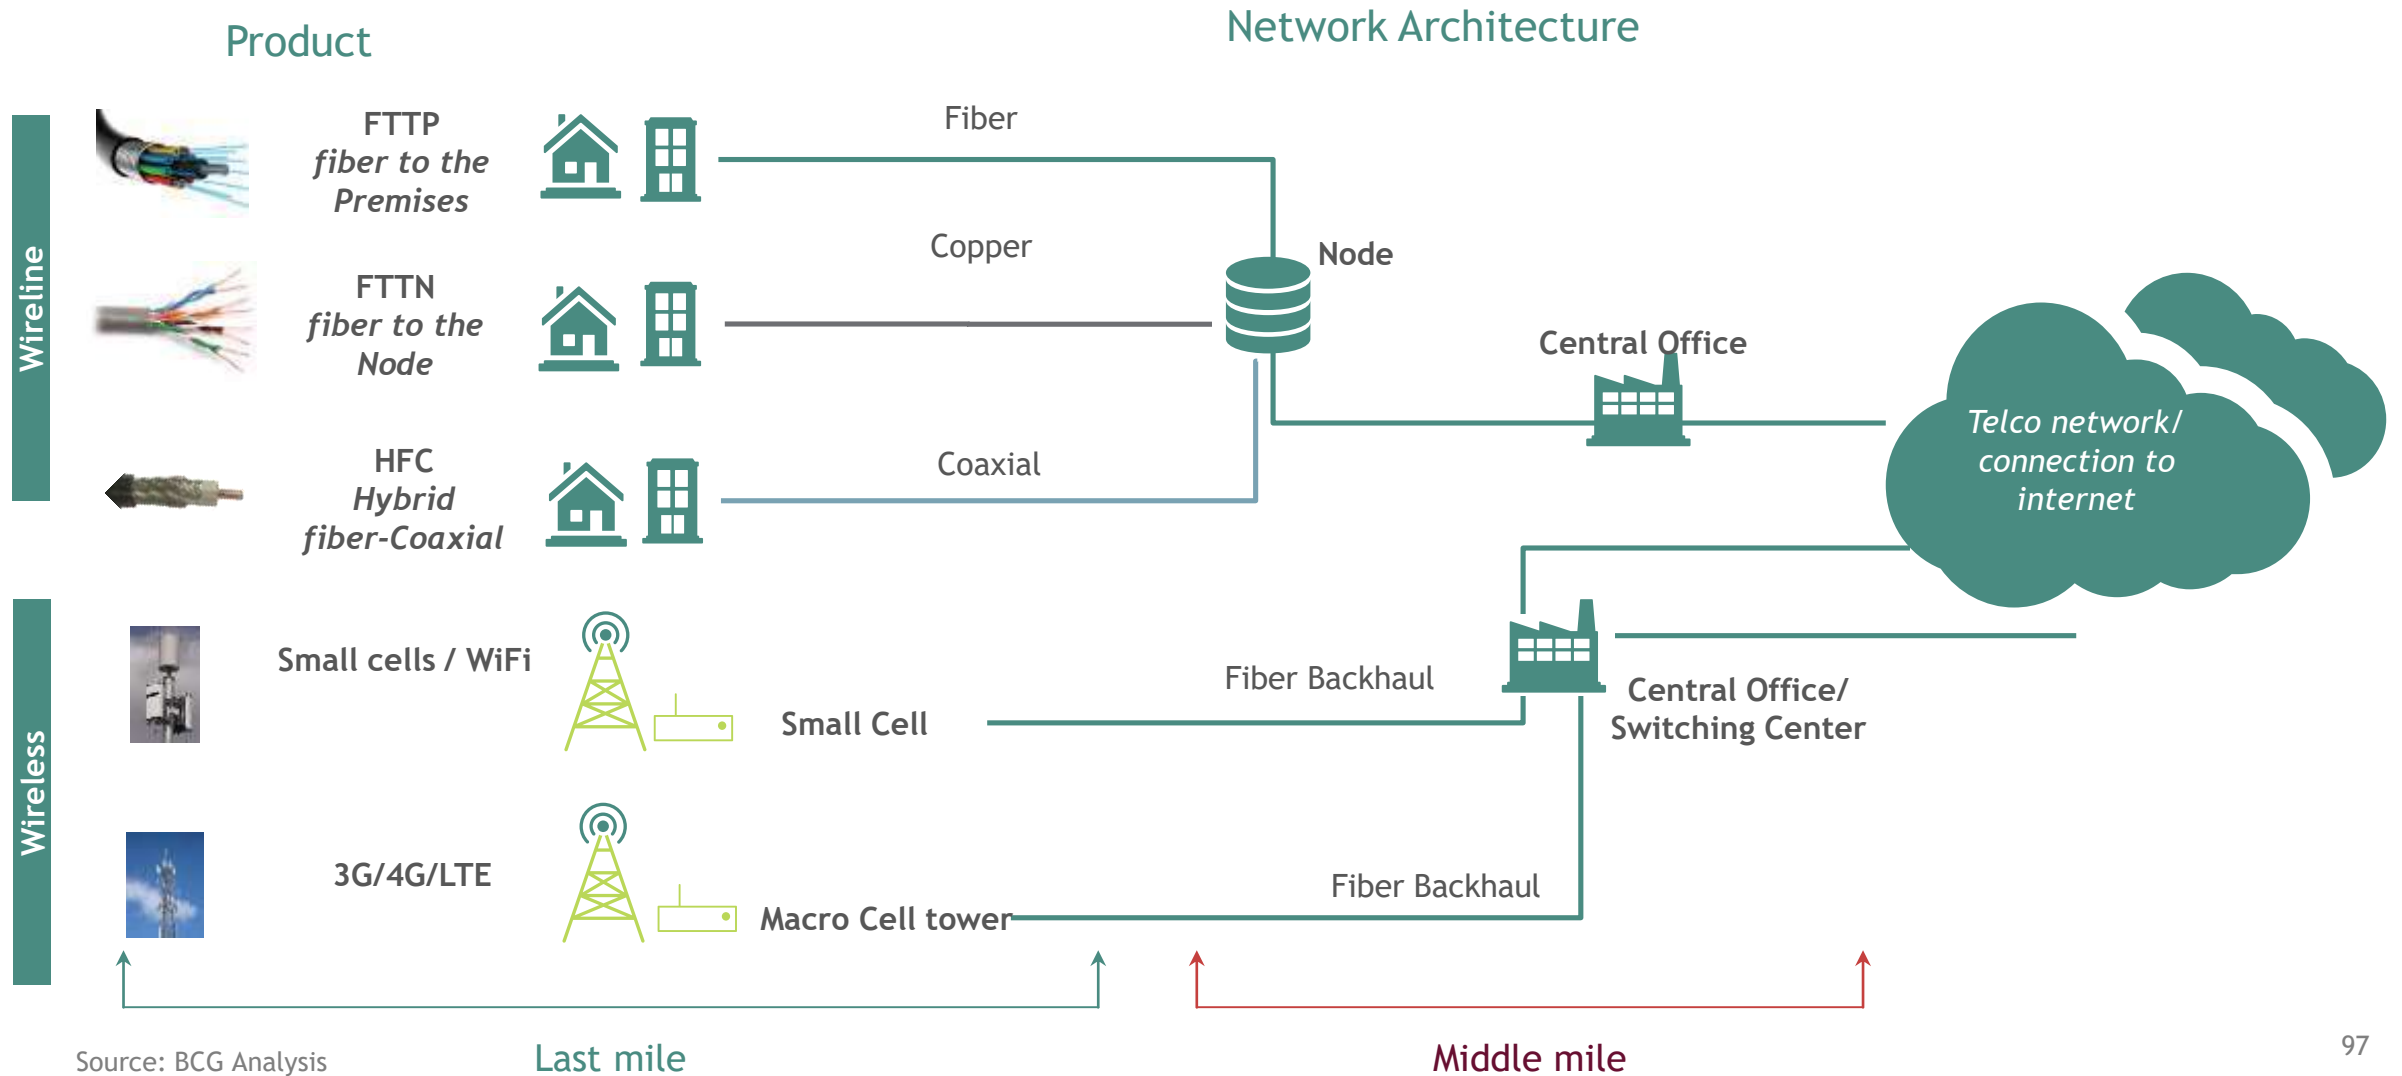 Product
Network Architecture
Wireline
FTTP
fiber to the
Premises
Fiber
FTTN
fiber to the
Node
Copper
Node
HFC
Hybrid
fiber-Coaxial
Coaxial
Central Office
Telco network/
connection to
internet
Wireless
Small cells / WiFi
Small Cell
Fiber Backhaul
Central Office/
Switching Center
3G/4G/LTE
Macro Cell tower
Fiber Backhaul
Last mile
Middle mile
Source: BCG Analysis
97